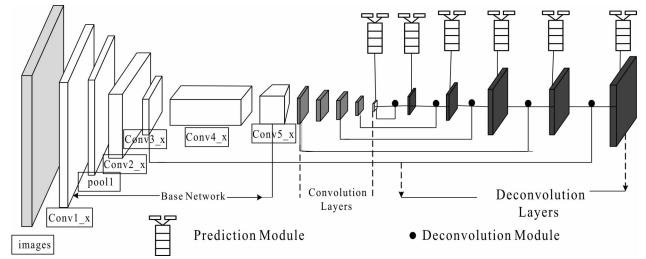 images
Conv1_x
pool1
Conv2_x
Conv3_x
Conv4_x
Conv5_x
Base Network
Convolution
Layers
Deconvolution
Layers
Prediction Module
Deconvolution Module